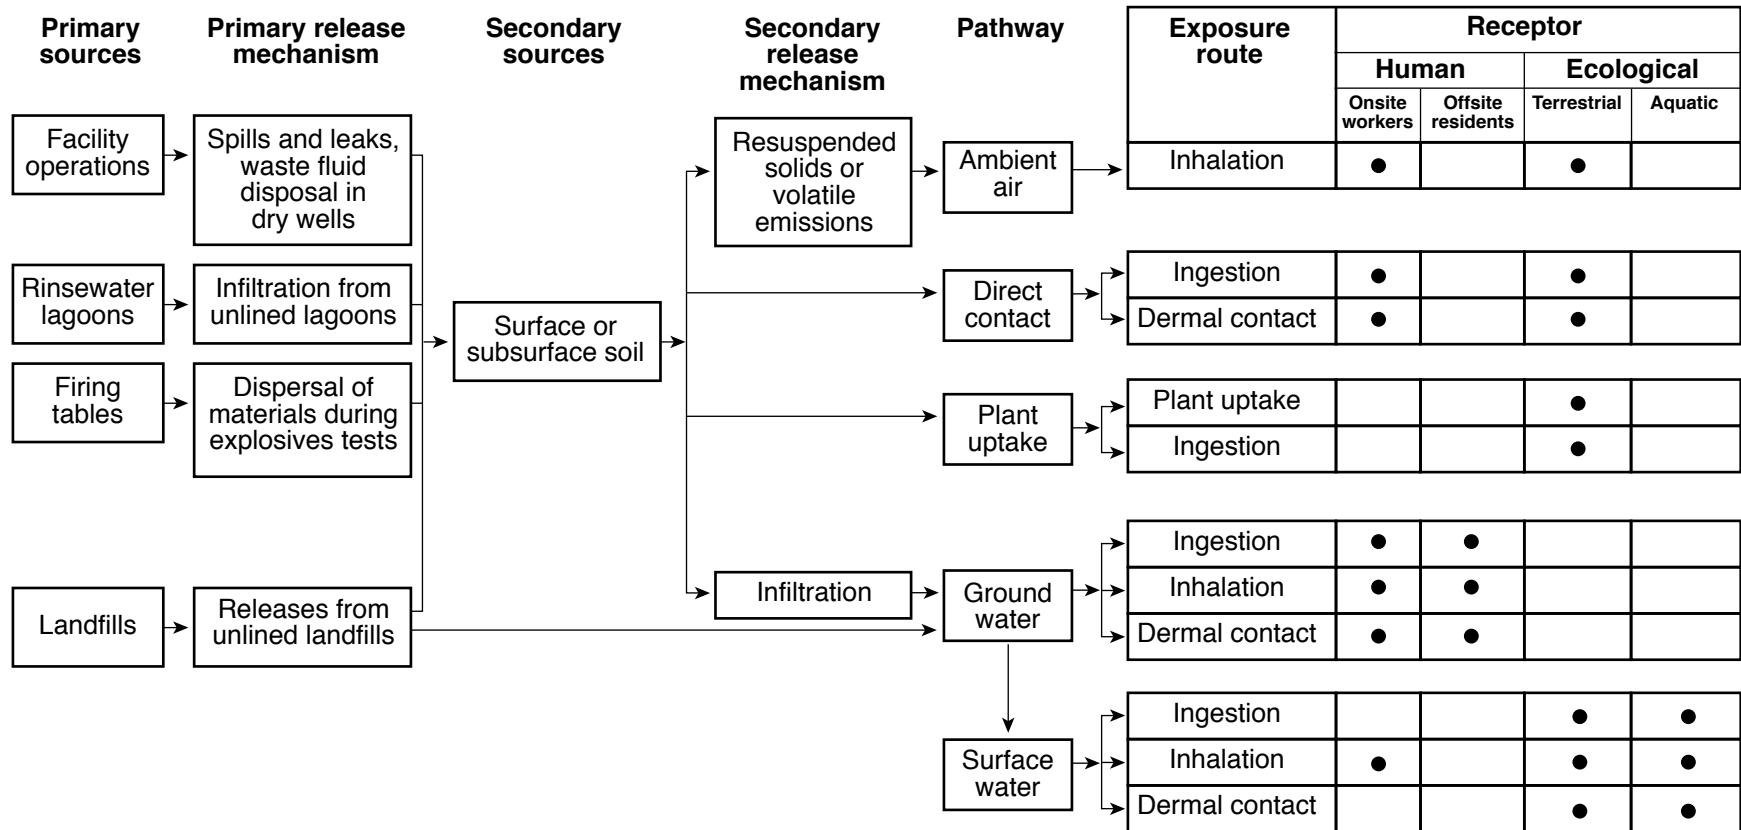 Primary
sources
Primary release
mechanism
Secondary
sources
Secondary
release
mechanism
Pathway
Exposure
route
Receptor
Human
Ecological
Onsite
workers
Offsite
residents
Terrestrial
Aquatic
Facility
operations
Spills and leaks,
waste fluid
disposal in
dry wells
Resuspended
solids or
volatile
emissions
Ambient
air
Inhalation
Rinsewater
lagoons
Infiltration from
unlined lagoons
Surface or
subsurface soil
Direct
contact
Ingestion
Dermal contact
Firing
tables
Dispersal of
materials during
explosives tests
Plant
uptake
Plant uptake
Ingestion
Landfills
Releases from
unlined landfills
Infiltration
Ground
water
Ingestion
Inhalation
Dermal contact
Surface
water
Ingestion
Inhalation
Dermal contact